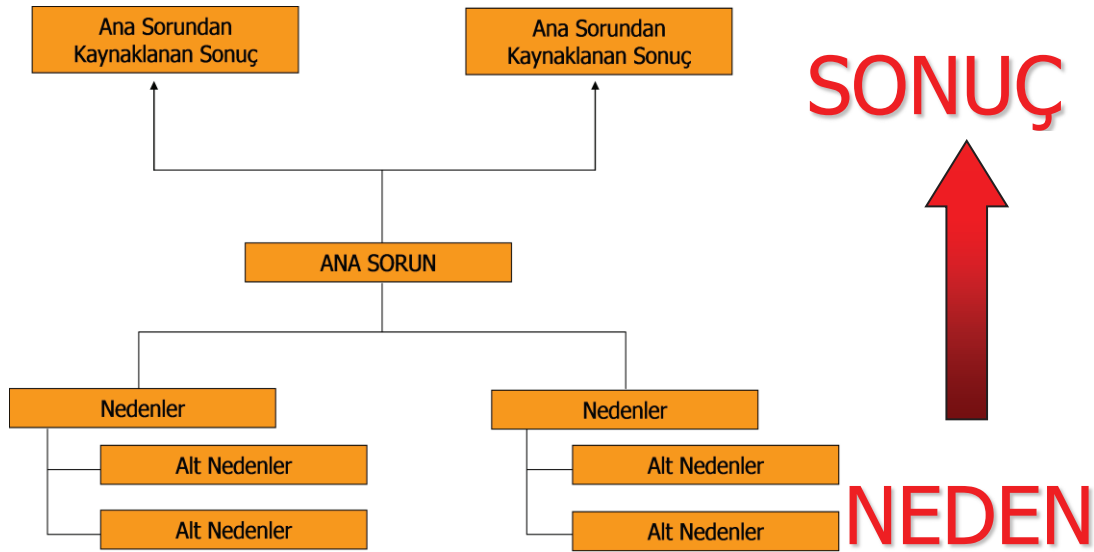 Ana Sorundan
Kaynaklanan Sonuç
Ana Sorundan
Kaynaklanan Sonuç
SONUÇ
ANA SORUN
Nedenler
Alt Nedenler
Alt Nedenler
Nedenler
Alt Nedenler
Alt Nedenler
NEDEN